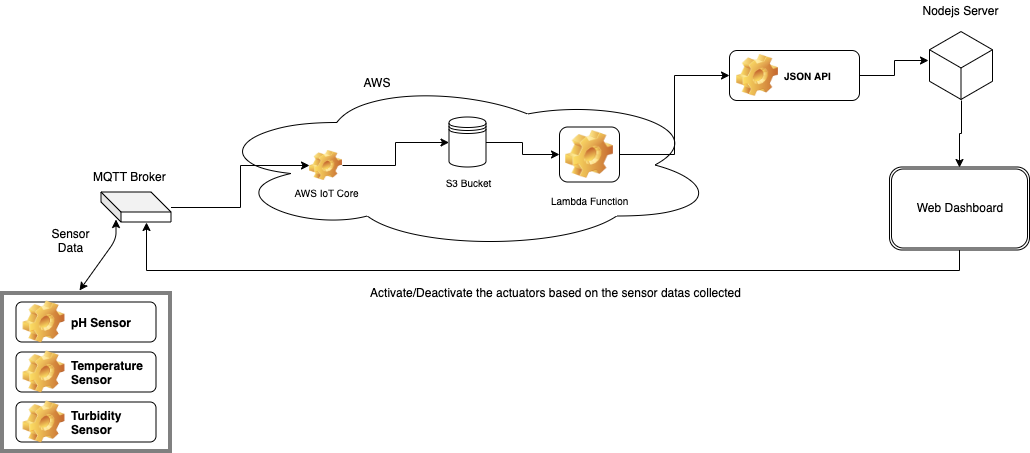 Nodejs Server
AWS
JSON API
MQTT Broker
AWS IoT Core
S3 Bucket
Lambda Function
Web Dashboard
Sensor
Data
Activate/Deactivate the actuators based on the sensor datas collected
pH Sensor
Temperature
Sensor
Turbidity
Sensor